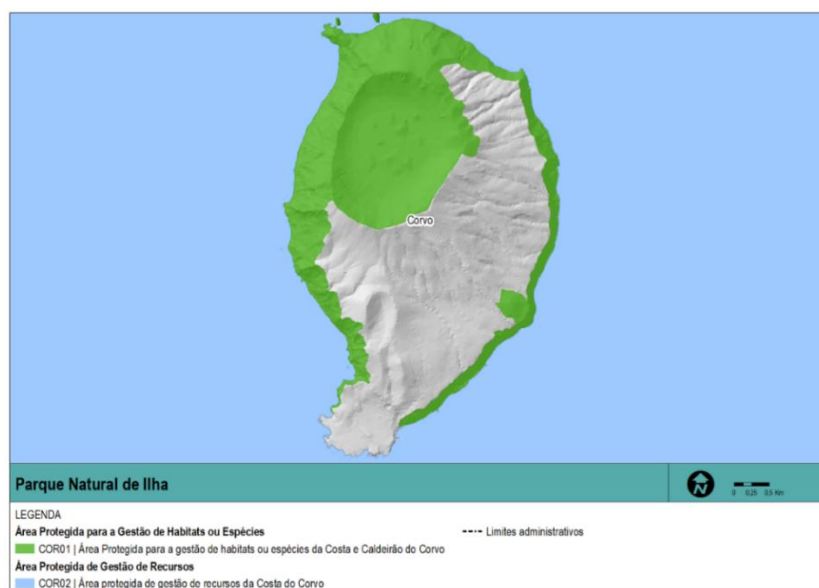 Corvo
Parque Natural de Ilha
N
0 0,25 0,5 Km
LEGENDA
Área Protegida para a Gestão de Habitats ou Espécies
Limites administrativos
COR01 | Área Protegida para a gestão de habitats ou espécies da Costa e Caldeirão do Corvo
Área Protegida de Gestão de Recursos
COR02 | Área protegida de gestão de recursos da Costa do Corvo